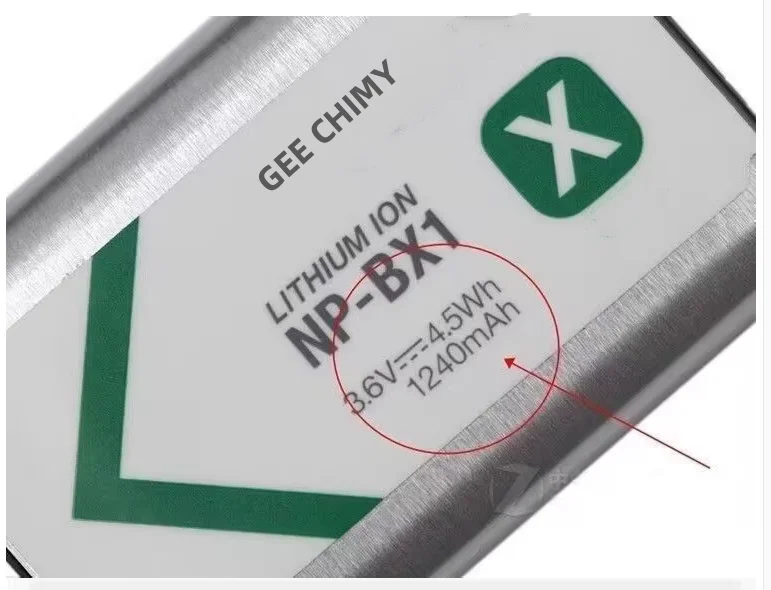 GEE CHIMY
X
LITHIUM ION
NP-BX1
3.6V⎓4.5Wh
1240mAh